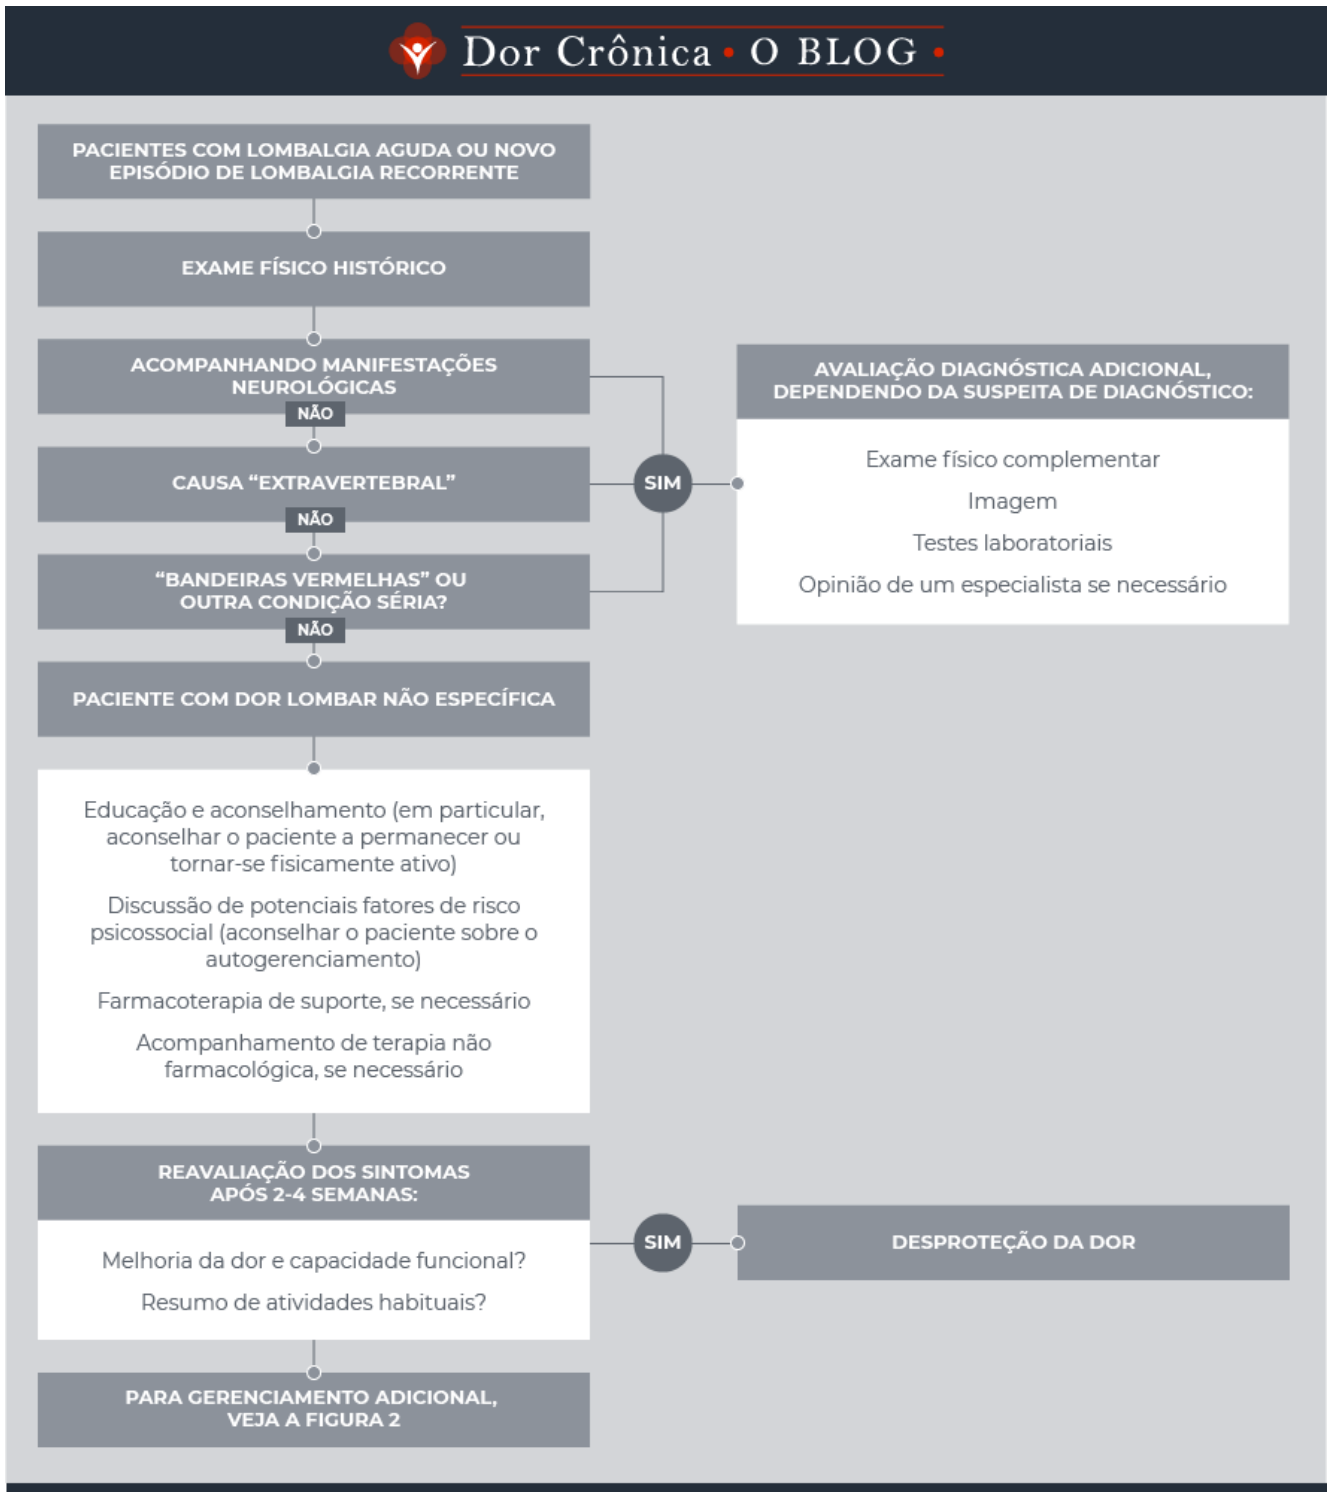 Dor Crônica • O BLOG •
PACIENTES COM LOMBALGIA AGUDA OU NOVO
EPISÓDIO DE LOMBALGIA RECORRENTE
EXAME FÍSICO HISTÓRICO
ACOMPANHANDO MANIFESTAÇÕES
NEUROLÓGICAS
NÃO
CAUSA “EXTRAVERTEBRAL”
NÃO
“BANDEIRAS VERMELHAS” OU
OUTRA CONDIÇÃO SÉRIA?
NÃO
SIM
AVALIAÇÃO DIAGNÓSTICA ADICIONAL,
DEPENDENDO DA SUSPEITA DE DIAGNÓSTICO:
Exame físico complementar
Imagem
Testes laboratoriais
Opinião de um especialista se necessário
PACIENTE COM DOR LOMBAR NÃO ESPECÍFICA
Educação e aconselhamento (em particular,
aconselhar o paciente a permanecer ou
tornar-se fisicamente ativo)
Discussão de potenciais fatores de risco
psicossocial (aconselhar o paciente sobre o
autogerenciamento)
Farmacoterapia de suporte, se necessário
Acompanhamento de terapia não
farmacológica, se necessário
REAVALIAÇÃO DOS SINTOMAS
APÓS 2-4 SEMANAS:
Melhoria da dor e capacidade funcional?
Resumo de atividades habituais?
SIM
DESPROTEÇÃO DA DOR
PARA GERENCIAMENTO ADICIONAL,
VEJA A FIGURA 2